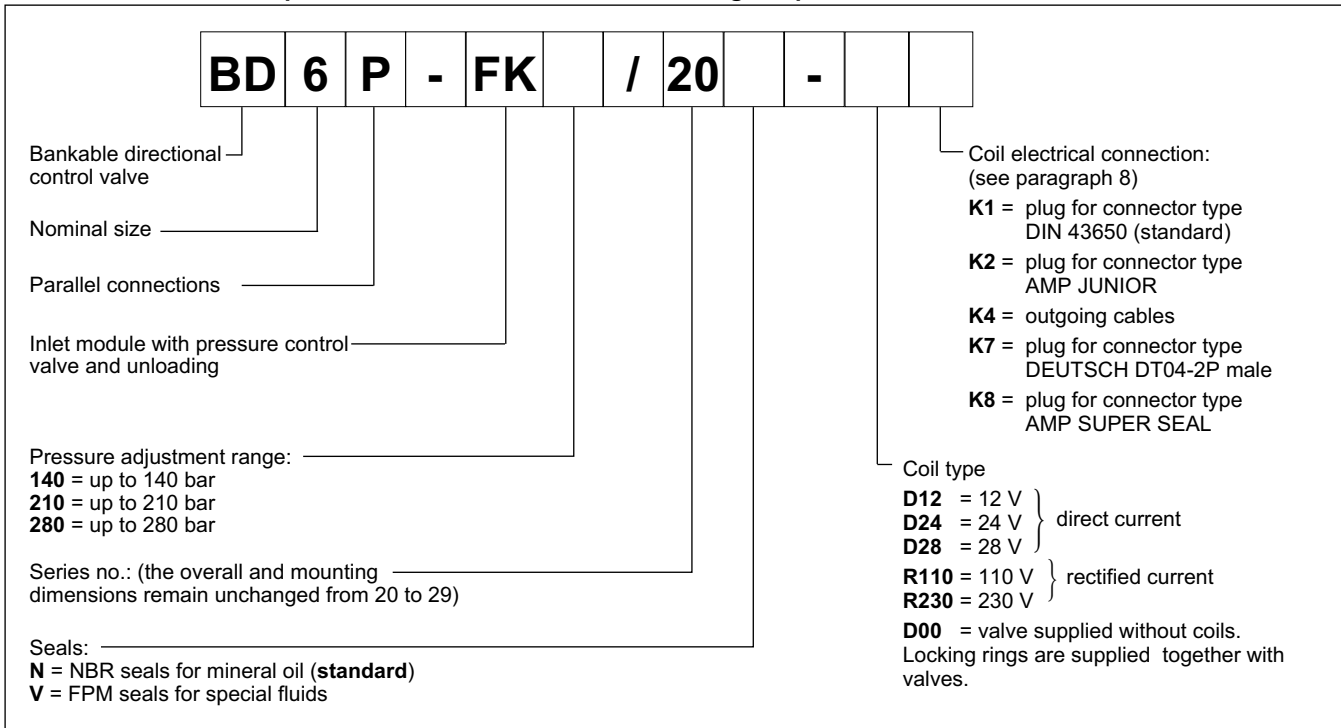 BD 6 P - FK / 20 -
Bankable directional
control valve
Nominal size
Parallel connections
Inlet module with pressure control
valve and unloading
Pressure adjustment range:
140 = up to 140 bar
210 = up to 210 bar
280 = up to 280 bar
Series no.: (the overall and mounting
dimensions remain unchanged from 20 to 29)
Seals:
N = NBR seals for mineral oil (standard)
V = FPM seals for special fluids
Coil electrical connection:
(see paragraph 8)
K1 = plug for connector type
DIN 43650 (standard)
K2 = plug for connector type
AMP JUNIOR
K4 = outgoing cables
K7 = plug for connector type
DEUTSCH DT04-2P male
K8 = plug for connector type
AMP SUPER SEAL
Coil type
D12 = 12 V
D24 = 24 V direct current
D28 = 28 V
R110 = 110 V rectified current
R230 = 230 V
D00 = valve supplied without coils.
Locking rings are supplied together with
valves.